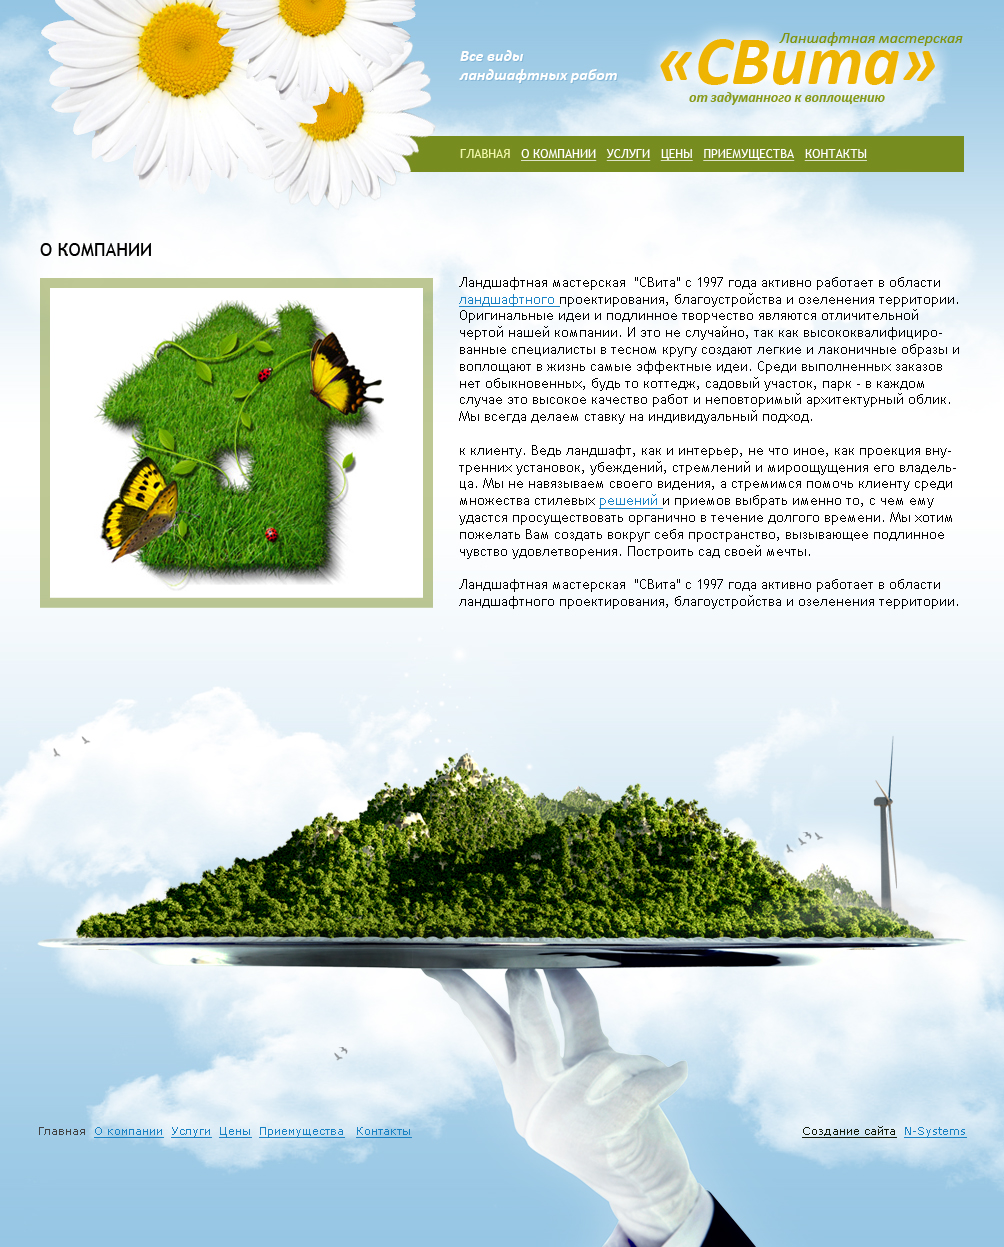 Ланшафтная мастерская
Все виды
ландшафтных работ
«СВита»
от задуманного к воплощению
ГЛАВНАЯ О КОМПАНИИ УСЛУГИ ЦЕНЫ ПРИЕМУЩЕСТВА КОНТАКТЫ
О КОМПАНИИ
Ландшафтная мастерская "СВита" с 1997 года активно работает в области
ландшафтного проектирования, благоустройства и озеленения территории.
Оригинальные идеи и подлинное творчество являются отличительной
чертой нашей компании. И это не случайно, так как высококвалифициро-
ванные специалисты в тесном кругу создают легкие и лаконичные образы и
воплощают в жизнь самые эффектные идеи. Среди выполненных заказов
нет обыкновенных, будь то коттедж, садовый участок, парк - в каждом
случае это высокое качество работ и неповторимый архитектурный облик.
Мы всегда делаем ставку на индивидуальный подход.
к клиенту. Ведь ландшафт, как и интерьер, не что иное, как проекция вну-
тренних установок, убеждений, стремлений и мироощущения его владель-
ца. Мы не навязываем своего видения, а стремимся помочь клиенту среди
множества стилевых решений и приемов выбрать именно то, с чем ему
удастся просуществовать органично в течение долгого времени. Мы хотим
пожелать Вам создать вокруг себя пространство, вызывающее подлинное
чувство удовлетворения. Построить сад своей мечты.
Ландшафтная мастерская "СВита" с 1997 года активно работает в области
ландшафтного проектирования, благоустройства и озеленения территории.
Главная О компании Услуги Цены Приемущества Контакты
Создание сайта N-Systems